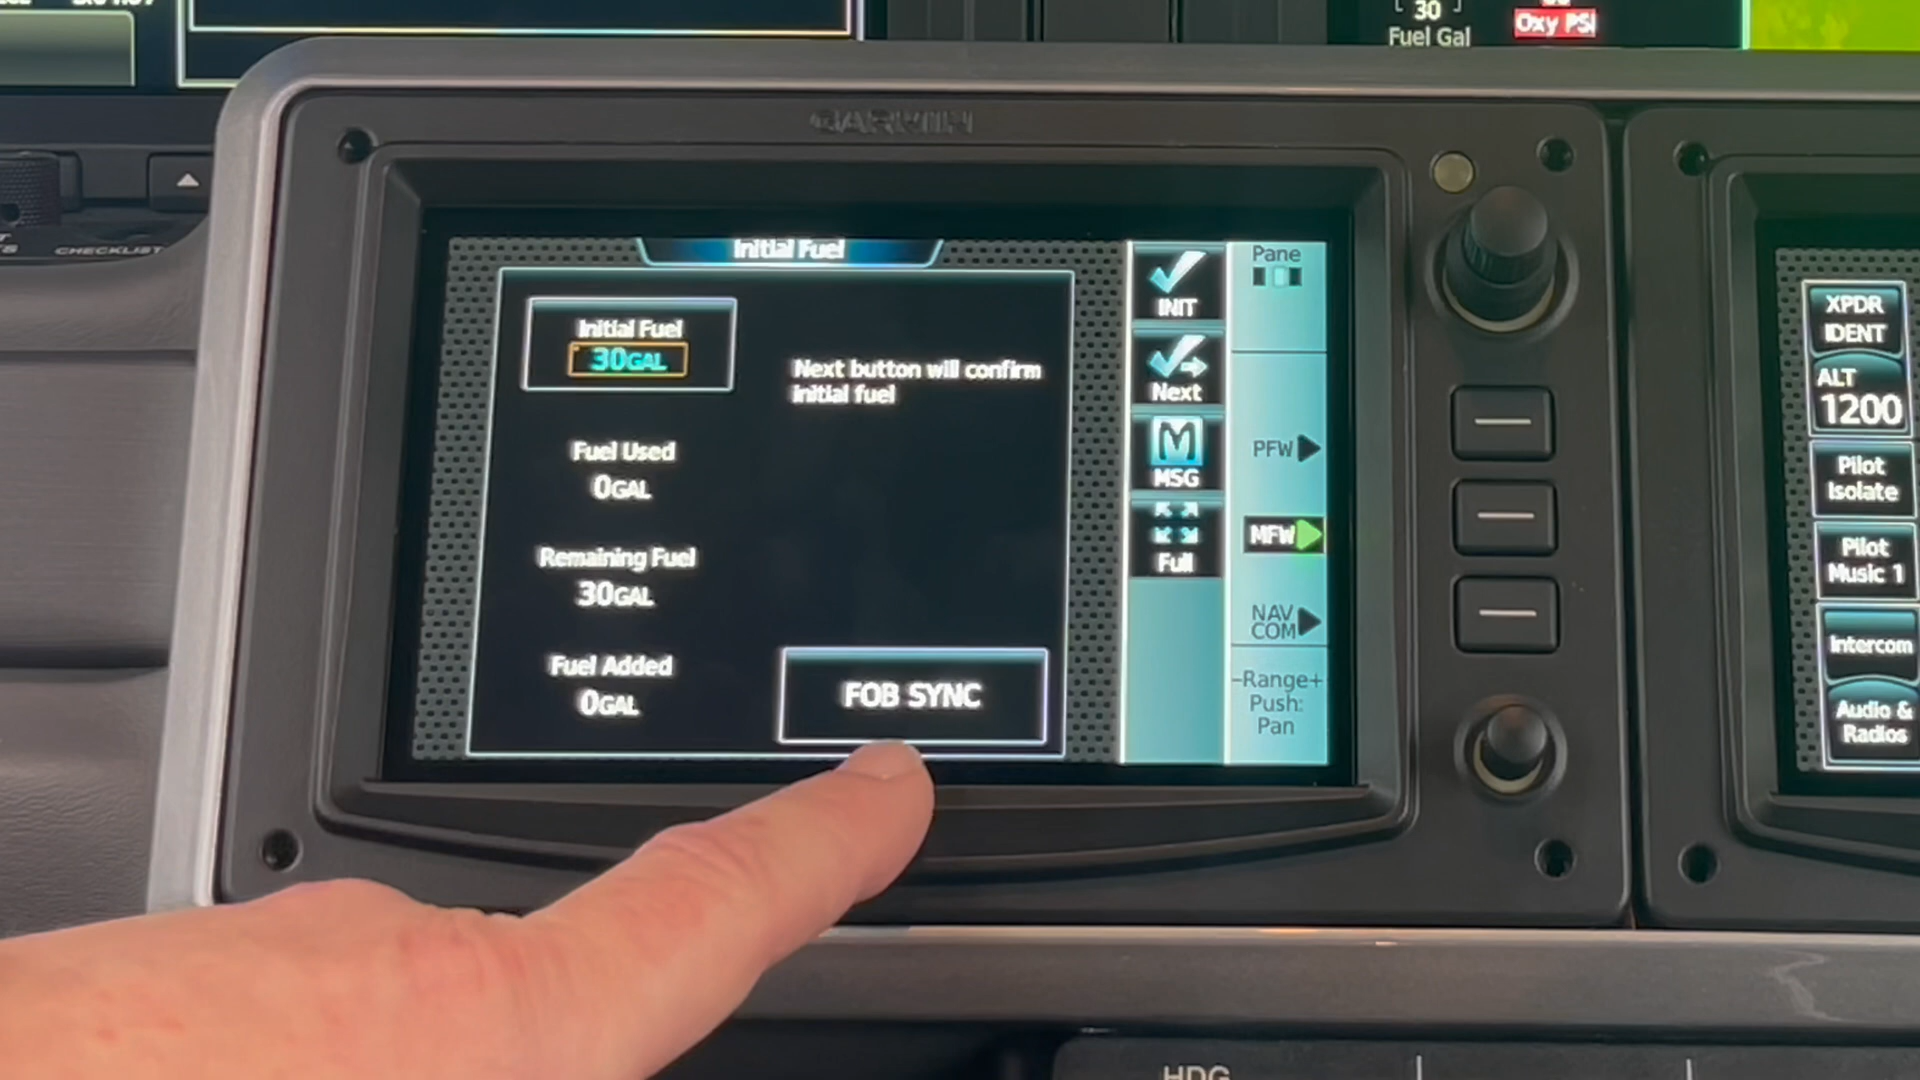 30
Fuel Gal
Oxy PSI
GARMIN
CHECKLIST
Initial Fuel
Initial Fuel
30GAL
Next button will confirm
initial fuel
Fuel Used
0GAL
Remaining Fuel
30GAL
Fuel Added
0GAL
FOB SYNC
INIT
Next
MSG
Full
Pane
PFW
MFW
NAV
COM
-Range+
Push:
Pan
XPDR
IDENT
ALT
1200
Pilot
Isolate
Pilot
Music 1
Intercom
Audio &
Radios
HDG